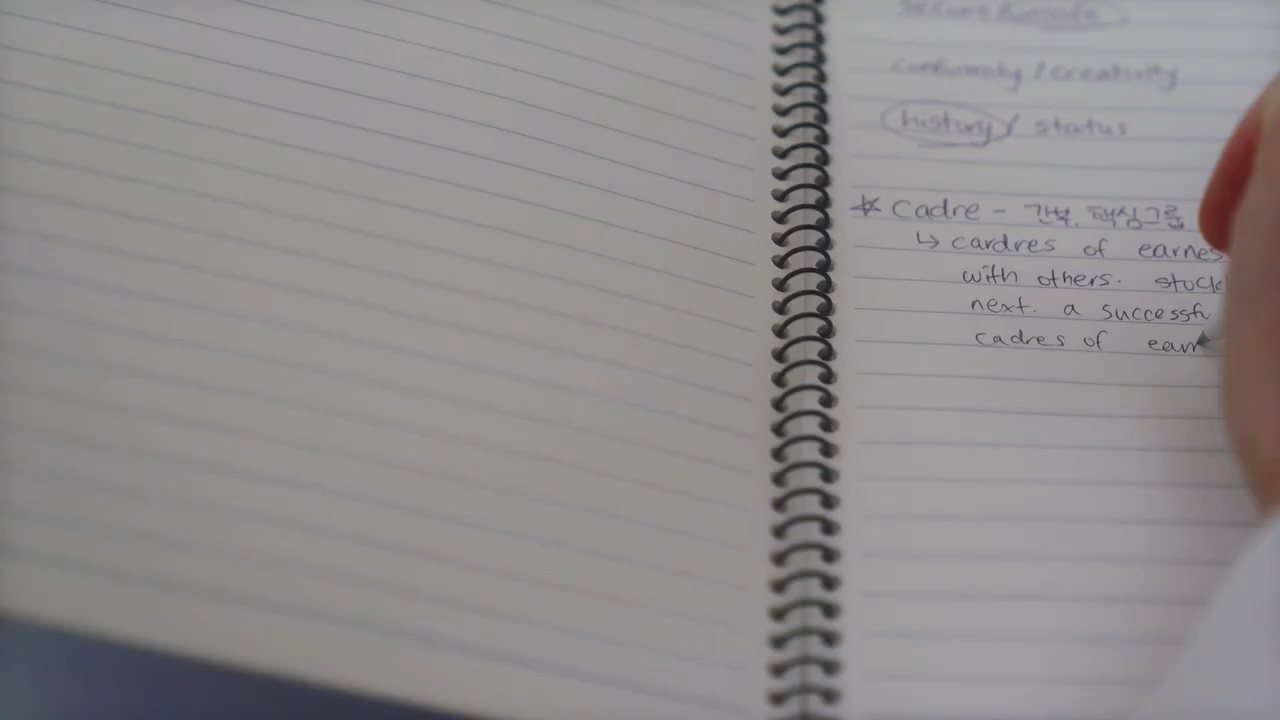 conformity / creativity
history / status
☆ Cadre - 간부, 핵심그룹
↳ cardres of earnes
with others. stuck
next. a successfu
cadres of earn